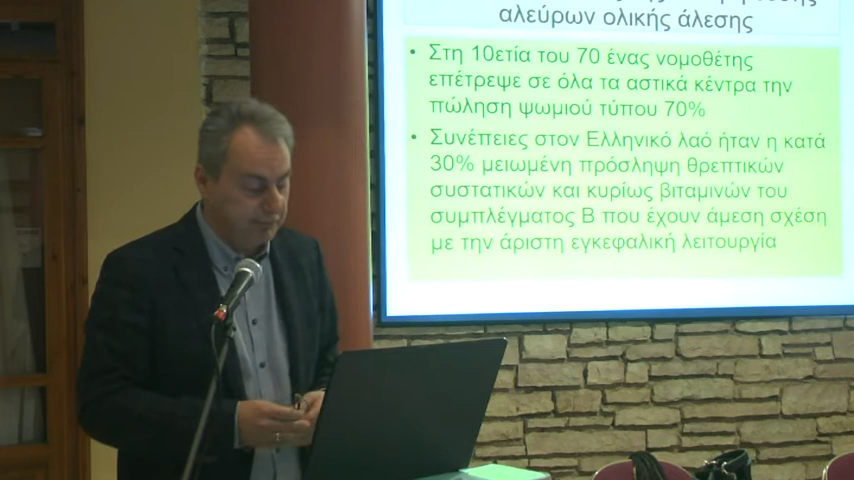 αλεύρων ολικής άλεσης
• Στη 10ετία του 70 ένας νομοθέτης
επέτρεψε σε όλα τα αστικά κέντρα την
πώληση ψωμιού τύπου 70%
• Συνέπειες στον Ελληνικό λαό ήταν η κατά
30% μειωμένη πρόσληψη θρεπτικών
συστατικών και κυρίως βιταμινών του
συμπλέγματος Β που έχουν άμεση σχέση
με την άριστη εγκεφαλική λειτουργία